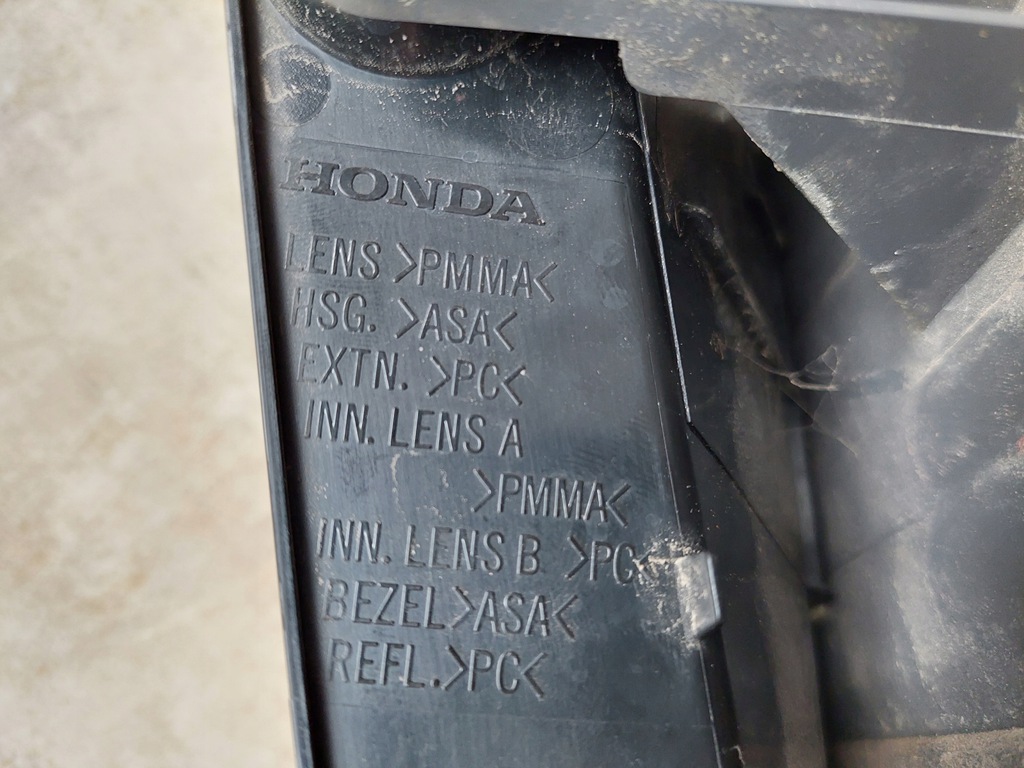 HONDA
LENS >PMMA<
HSG. >ASA<
EXTN. >PC<
INN. LENS A
>PMMA<
INN. LENS B >PC<
BEZEL >ASA<
REFL. >PC<